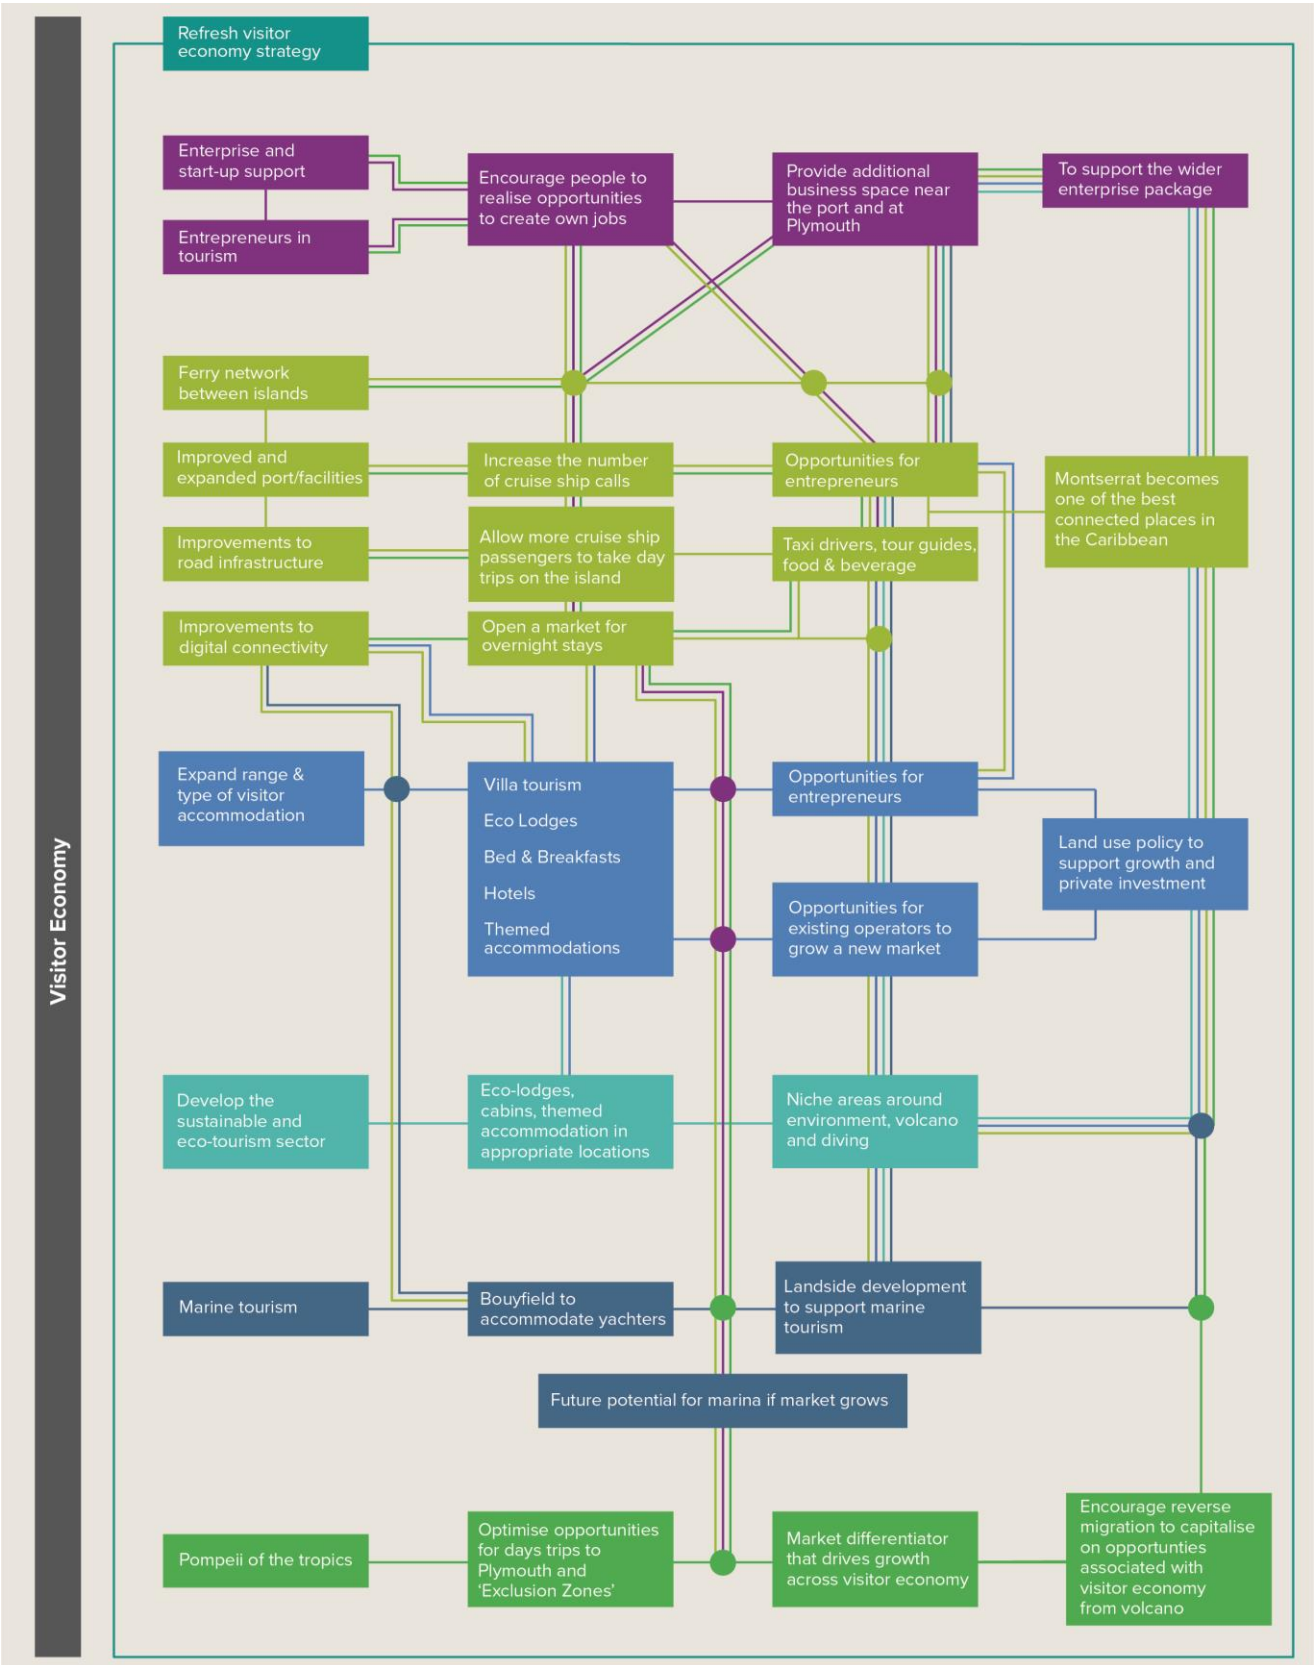 Refresh visitor
economy strategy
Enterprise and
start-up support
Encourage people to
realise opportunities
to create own jobs
Provide additional
business space near
the port and at
Plymouth
To support the wider
enterprise package
Entrepreneurs in
tourism
Ferry network
between islands
Improved and
expanded port/facilities
Increase the number
of cruise ship calls
Opportunities for
entrepreneurs
Montserrat becomes
one of the best
connected places in
the Caribbean
Improvements to
road infrastructure
Allow more cruise ship
passengers to take day
trips on the island
Taxi drivers, tour guides,
food & beverage
Improvements to
digital connectivity
Open a market for
overnight stays
Visitor Economy
Expand range &
type of visitor
accommodation
Villa tourism
Eco Lodges
Bed & Breakfasts
Hotels
Themed
accommodations
Opportunities for
entrepreneurs
Land use policy to
support growth and
private investment
Opportunities for
existing operators to
grow a new market
Develop the
sustainable and
eco-tourism sector
Eco-lodges,
cabins, themed
accommodation in
appropriate locations
Niche areas around
environment, volcano
and diving
Marine tourism
Bouyfield to
accommodate yachters
Landside development
to support marine
tourism
Future potential for marina if market grows
Pompeii of the tropics
Optimise opportunities
for days trips to
Plymouth and
‘Exclusion Zones’
Market differentiator
that drives growth
across visitor economy
Encourage reverse
migration to capitalise
on opportunties
associated with
visitor economy
from volcano